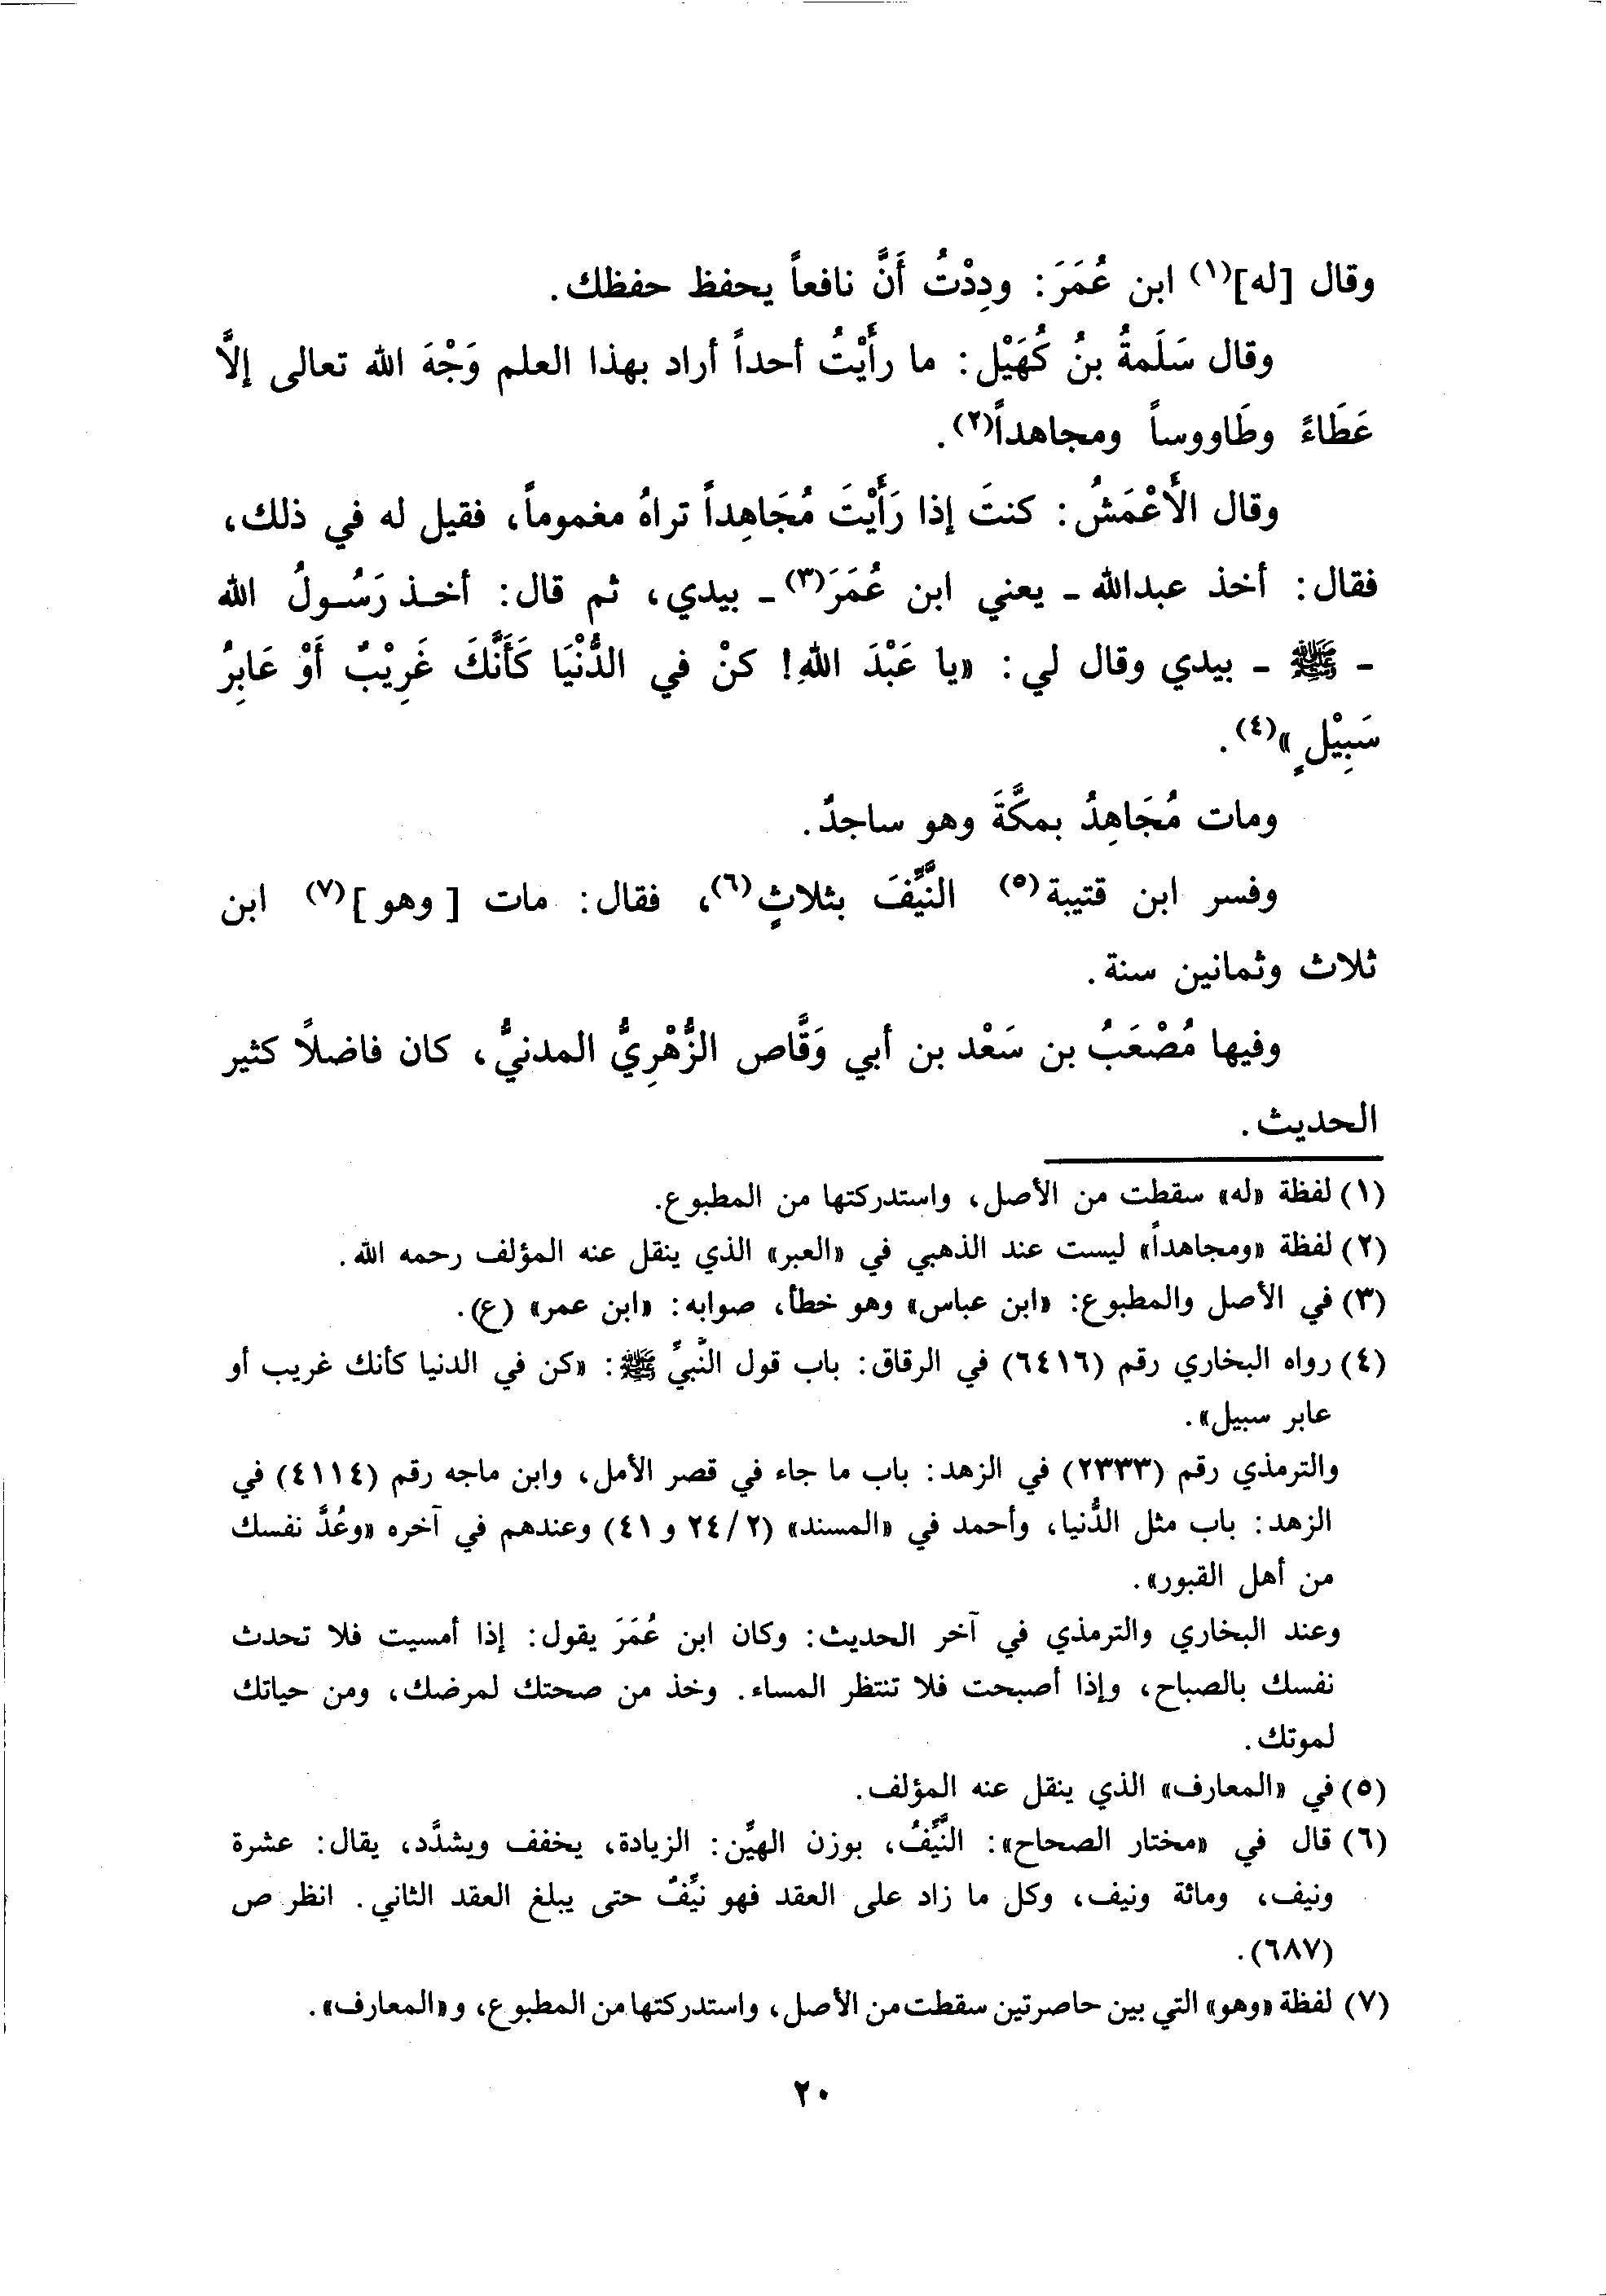 وقال [له](١) ابن عُمَرَ: ودِدْتُ أَنَّ نافعاً يحفظ حفظك.
وقال سَلَمةُ بنُ كُهَيْل: ما رأَيْتُ أحداً أراد بهذا العلم وَجْهَ الله تعالى إلَّا
عَطَاءً وطَاووساً ومجاهداً(٢).
وقال الأَعْمَشُ: كنتَ إذا رَأَيْتَ مُجَاهِداً تراهُ مغموماً، فقيل له في ذلك،
فقال: أخذ عبدالله ـ يعني ابن عُمَرَ(٣) ـ بيدي، ثم قال: أخـذ رَسُـولُ الله
ـ ﷺ ـ بيدي وقال لي: «يا عَبْدَ اللهِ! كنْ في الدُّنْيَا كَأَنَّكَ غَرِيْبٌ أَوْ عَابِرُ
سَبِيْلٍ»(٤).
ومات مُجَاهِدُ بمكَّةَ وهو ساجدٌ.
وفسر ابن قتيبة(٥) النَّيِّفَ بثلاثٍ(٦)، فقال: مات [وهو](٧) ابن
ثلاث وثمانين سنة.
وفيها مُصْعَبُ بن سَعْد بن أبي وَقَّاص الزُّهْرِيُّ المدنيُّ، كان فاضلاً كثير
الحديث.
(١) لفظة «له» سقطت من الأصل، واستدركتها من المطبوع.
(٢) لفظة «ومجاهداً» ليست عند الذهبي في «العبر» الذي ينقل عنه المؤلف رحمه الله.
(٣) في الأصل والمطبوع: «ابن عباس» وهو خطأ، صوابه: «ابن عمر» (ع).
(٤) رواه البخاري رقم (٦٤١٦) في الرقاق: باب قول النَّبيِّ ﷺ: «كن في الدنيا كأنك غريب أو
عابر سبيل».
والترمذي رقم (٢٣٣٣) في الزهد: باب ما جاء في قصر الأمل، وابن ماجه رقم (٤١١٤) في
الزهد: باب مثل الدُّنيا، وأحمد في «المسند» (٢/٢٤ و ٤١) وعندهم في آخره «وعُدَّ نفسك
من أهل القبور».
وعند البخاري والترمذي في آخر الحديث: وكان ابن عُمَرَ يقول: إذا أمسيت فلا تحدث
نفسك بالصباح، وإذا أصبحت فلا تنتظر المساء. وخذ من صحتك لمرضك، ومن حياتك
لموتك.
(٥) في «المعارف» الذي ينقل عنه المؤلف.
(٦) قال في «مختار الصحاح»: النَّيِّفُ، بوزن الهيِّن: الزيادة، يخفف ويشدَّد، يقال: عشرة
ونيف، ومائة ونيف، وكل ما زاد على العقد فهو نَيِّفٌ حتى يبلغ العقد الثاني. انظر ص
(٦٨٧).
(٧) لفظة «وهو» التي بين حاصرتين سقطت من الأصل، واستدركتها من المطبوع، و«المعارف».
٢٠